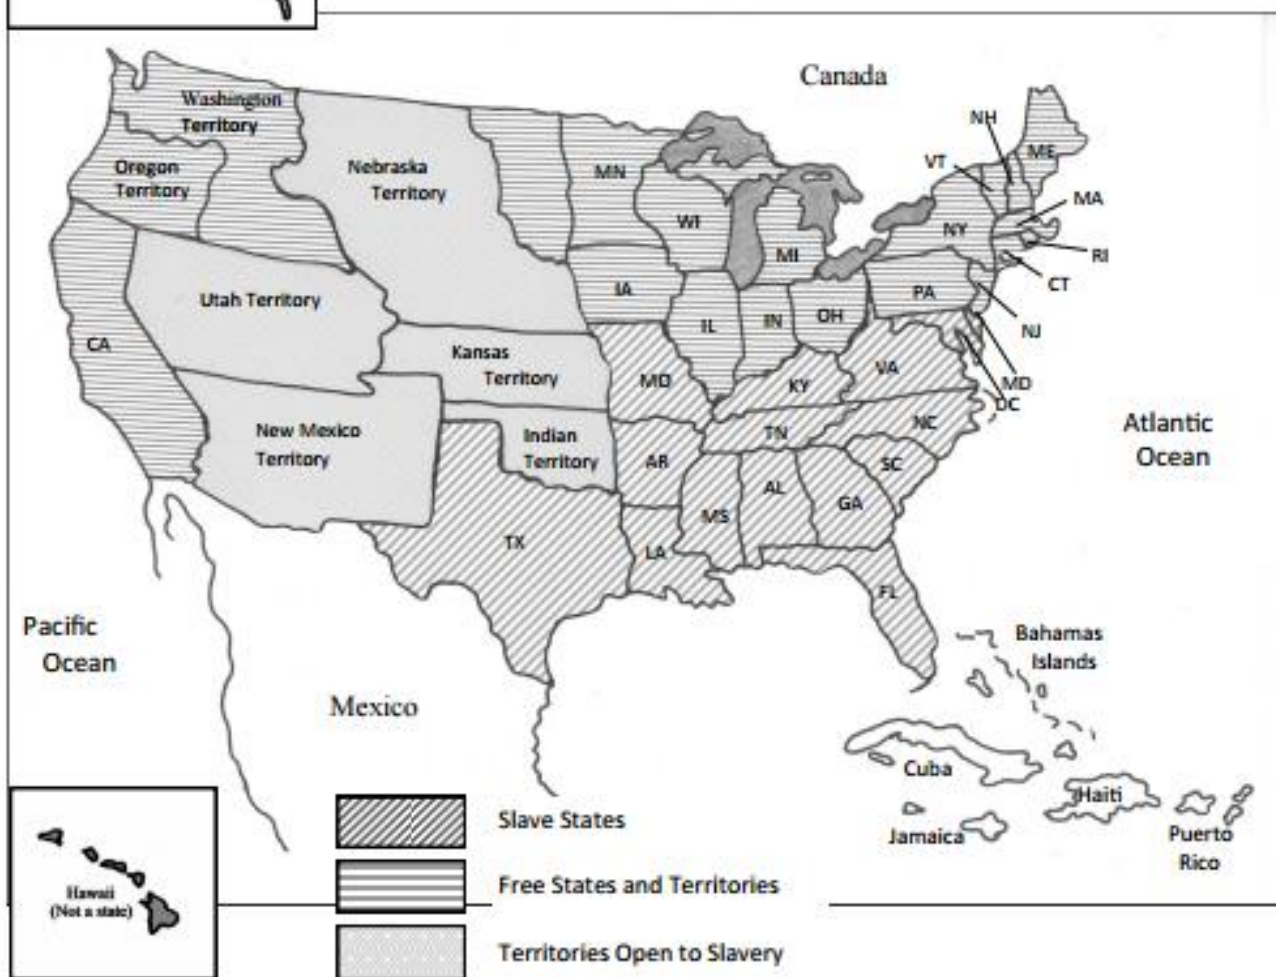 Canada
Washington
Territory
NH
ME
Oregon
Territory
Nebraska
Territory
MN
VT
MA
WI
NY
MI
RI
CT
Utah Territory
IA
PA
NJ
CA
IL
IN
OH
Kansas
Territory
MO
KY
VA
MD
DC
New Mexico
Territory
Indian
Territory
TN
NC
Atlantic
Ocean
AR
SC
AL
GA
MS
TX
LA
FL
Pacific
Ocean
Bahamas
Islands
Mexico
Cuba
Haiti
Jamaica
Puerto
Rico
Hawaii
(Not a state)
Slave States
Free States and Territories
Territories Open to Slavery